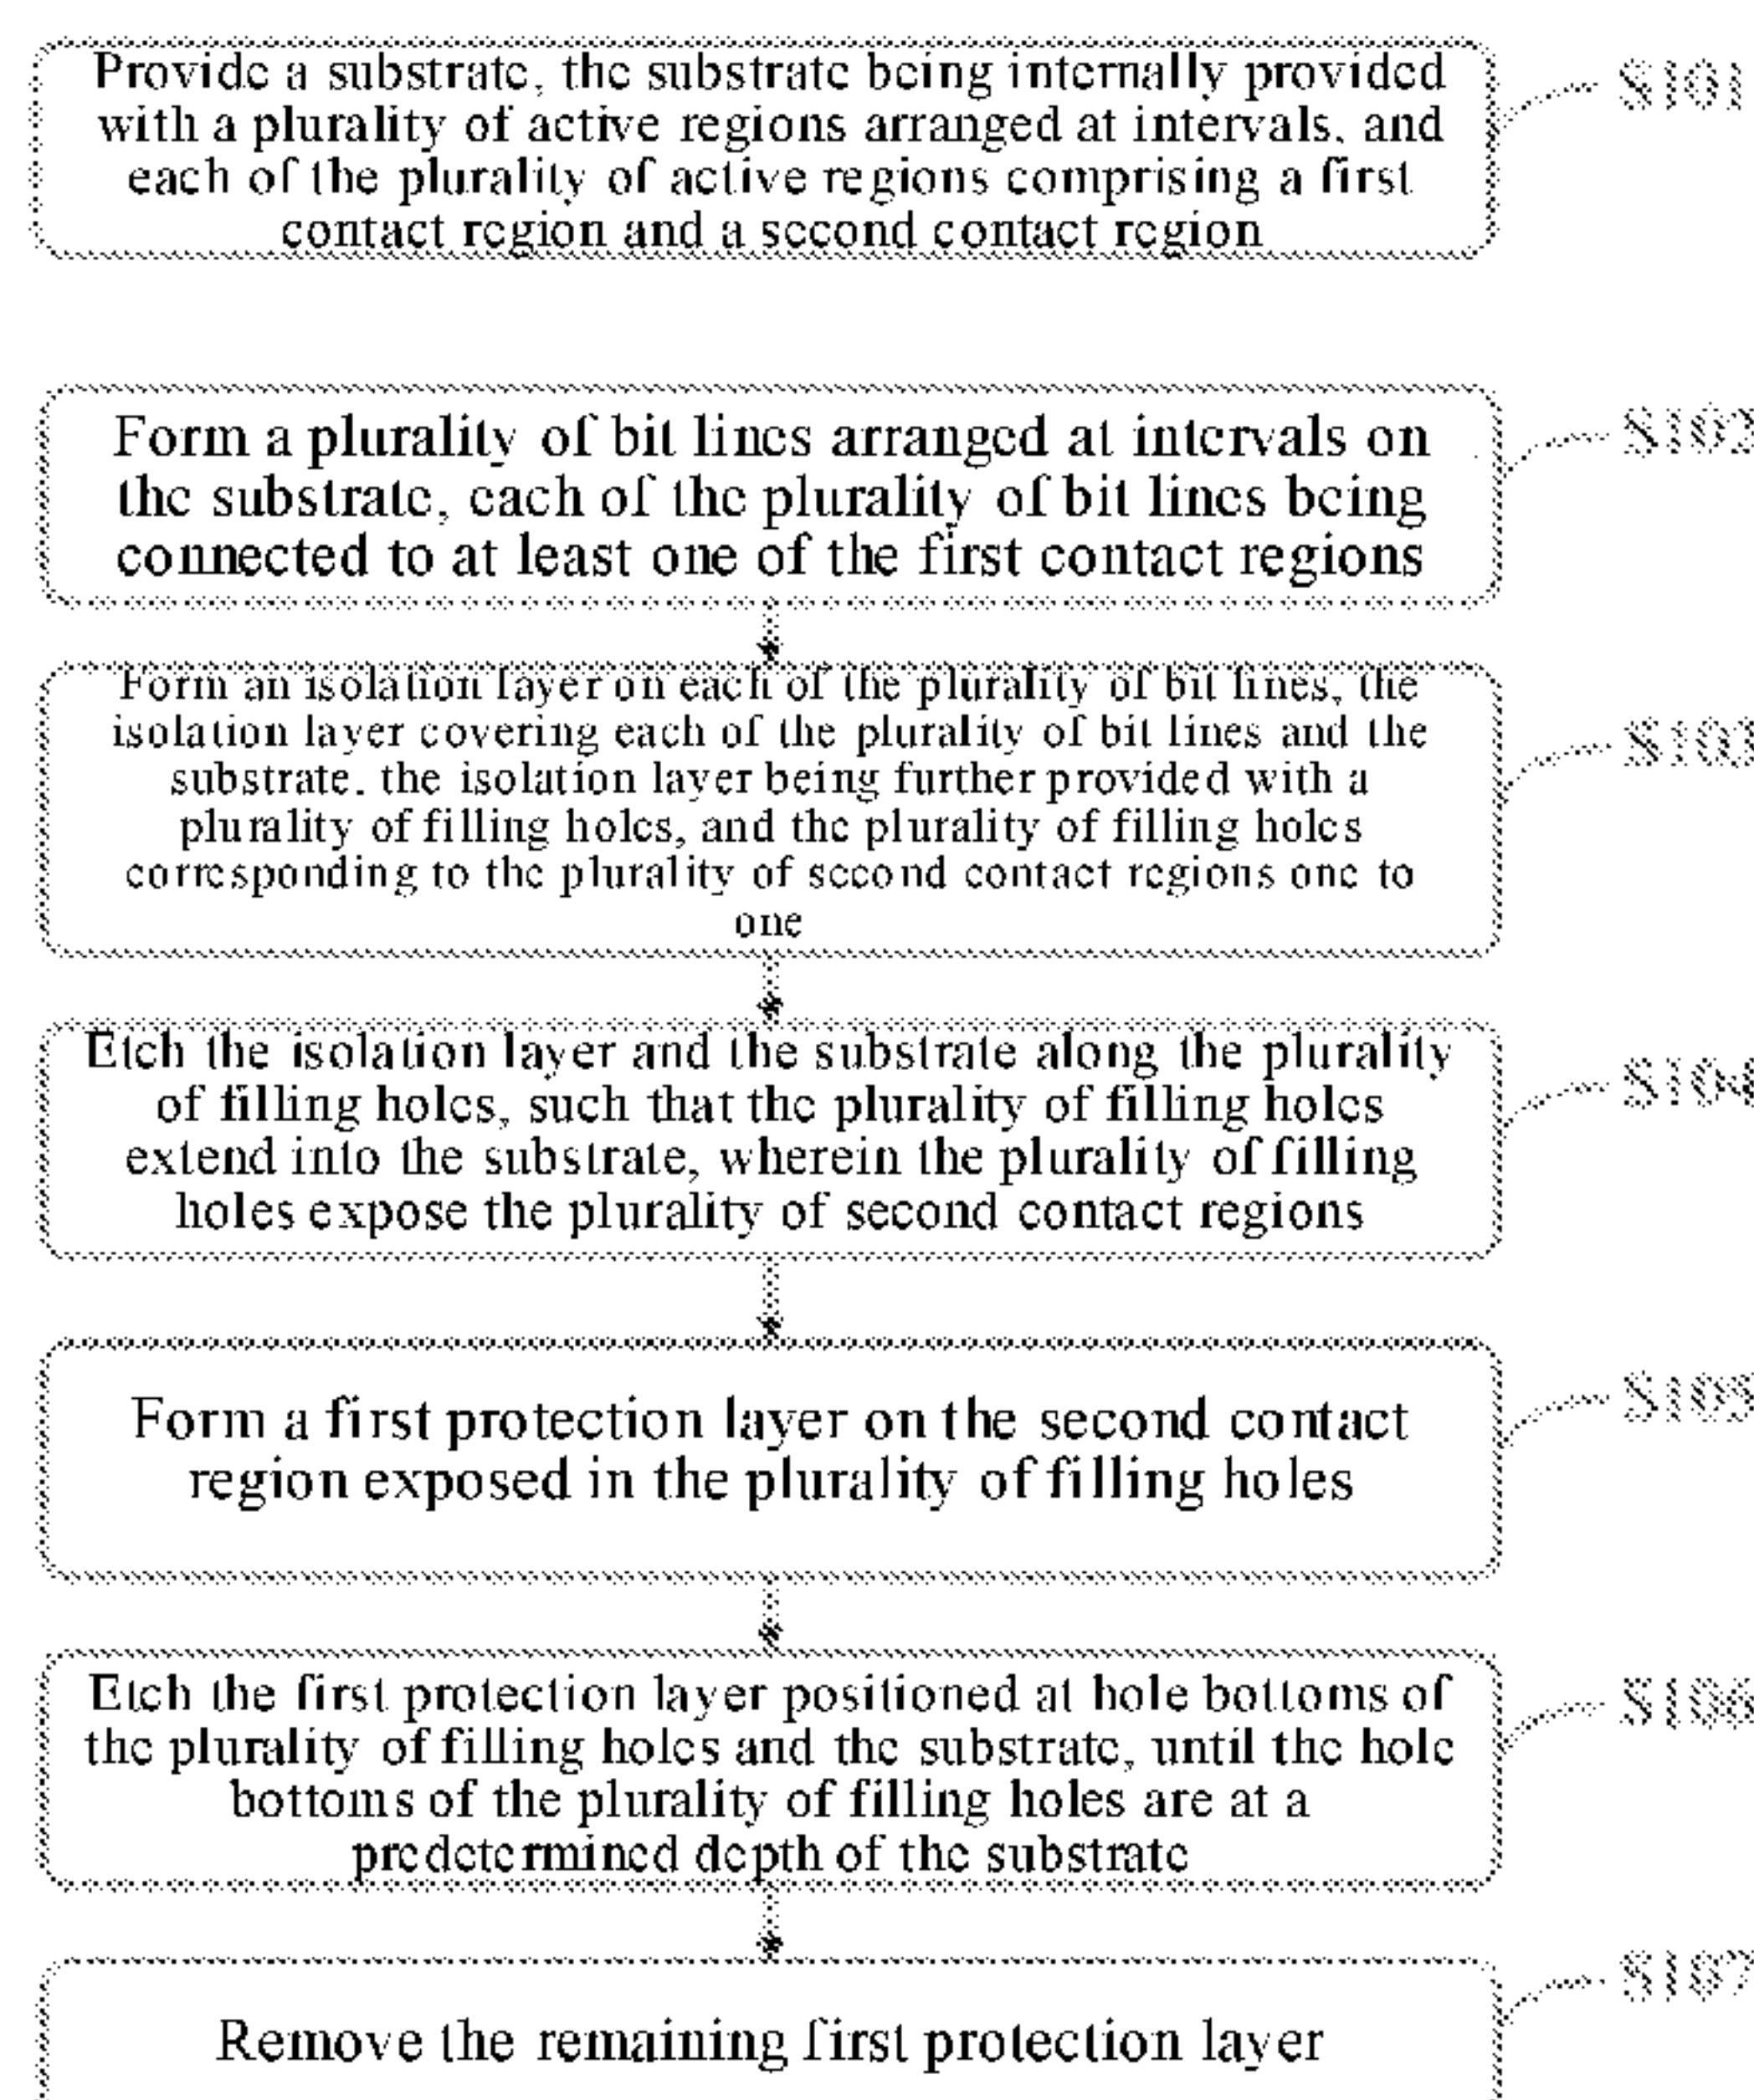 Provide a substrate, the substrate being internally provided
with a plurality of active regions arranged at intervals, and
each of the plurality of active regions comprising a first
contact region and a second contact region
S101
Form a plurality of bit lines arranged at intervals on
the substrate, each of the plurality of bit lines being
connected to at least one of the first contact regions
S102
Form an isolation layer on each of the plurality of bit lines, the
isolation layer covering each of the plurality of bit lines and the
substrate, the isolation layer being further provided with a
plurality of filling holes, and the plurality of filling holes
corresponding to the plurality of second contact regions one to
one
S103
Etch the isolation layer and the substrate along the plurality
of filling holes, such that the plurality of filling holes
extend into the substrate, wherein the plurality of filling
holes expose the plurality of second contact regions
S104
Form a first protection layer on the second contact
region exposed in the plurality of filling holes
S105
Etch the first protection layer positioned at hole bottoms of
the plurality of filling holes and the substrate, until the hole
bottoms of the plurality of filling holes are at a
predetermined depth of the substrate
S106
Remove the remaining first protection layer
S107